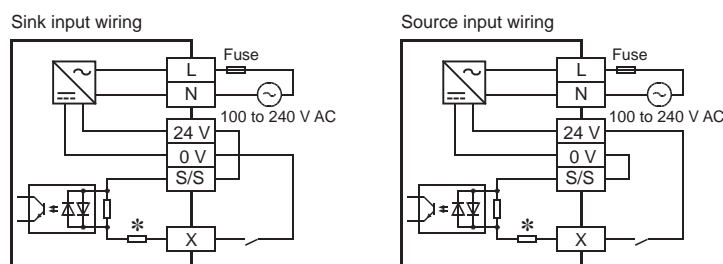 Sink input wiring
Fuse
L
N
100 to 240 V AC
24 V
0 V
S/S
*
X
Source input wiring
Fuse
L
N
100 to 240 V AC
24 V
0 V
S/S
*
X